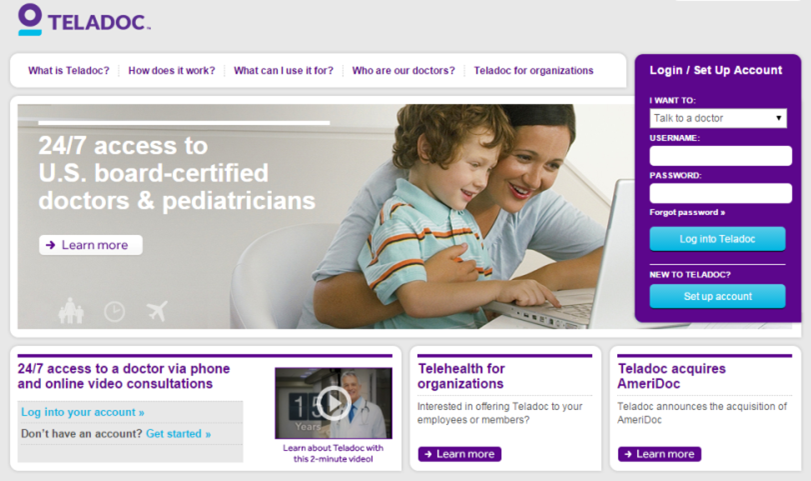 TELADOC™
What is Teladoc?
How does it work?
What can I use it for?
Who are our doctors?
Teladoc for organizations
24/7 access to
U.S. board-certified
doctors & pediatricians
→ Learn more
Login / Set Up Account
I WANT TO:
Talk to a doctor
USERNAME:
PASSWORD:
Forgot password »
Log into Teladoc
NEW TO TELADOC?
Set up account
24/7 access to a doctor via phone
and online video consultations
Log into your account »
Don't have an account? Get started »
15
Years
Learn about Teladoc with
this 2-minute video!
Telehealth for
organizations
Interested in offering Teladoc to your
employees or members?
→ Learn more
Teladoc acquires
AmeriDoc
Teladoc announces the acquisition of
AmeriDoc
→ Learn more